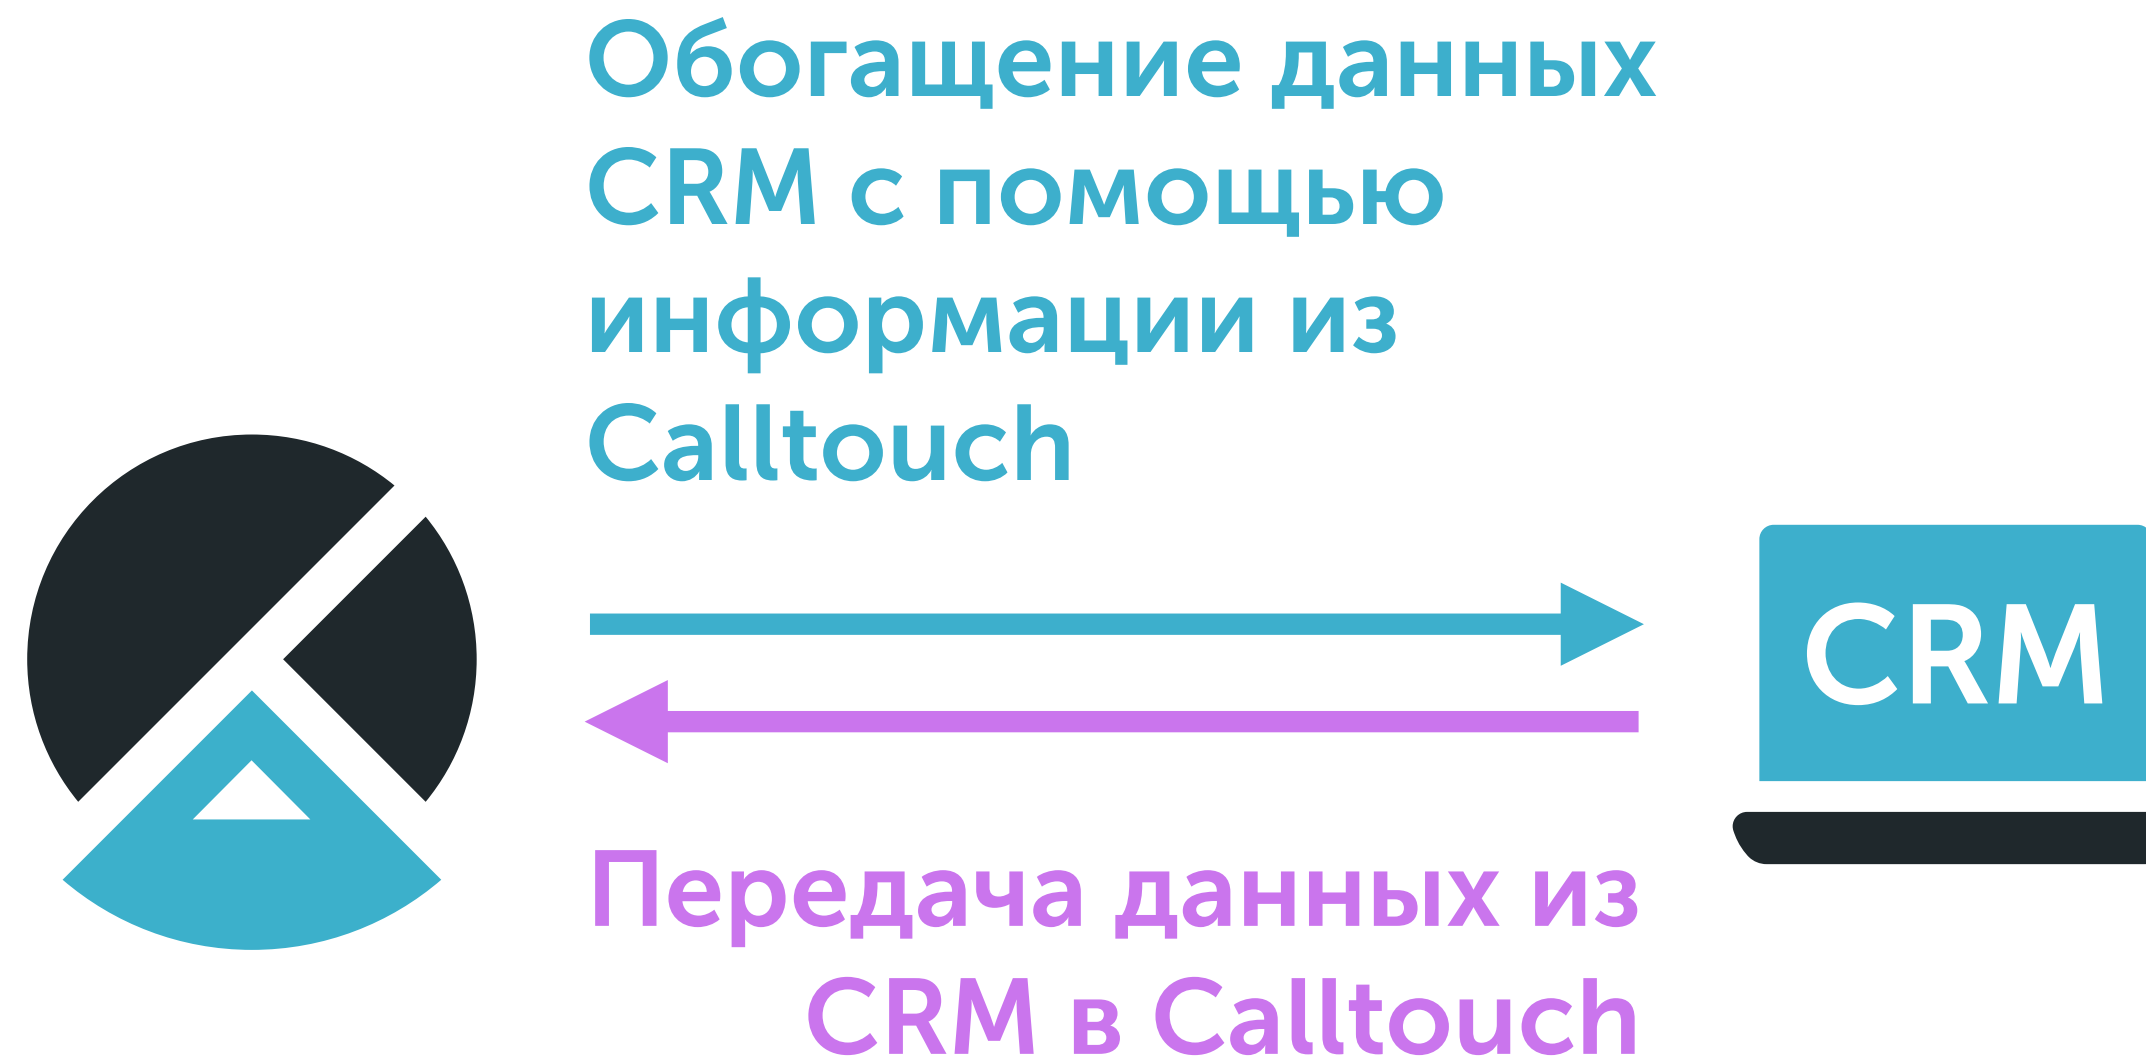 Обогащение данных
CRM с помощью
информации из
Calltouch
CRM
Передача данных из
CRM в Calltouch